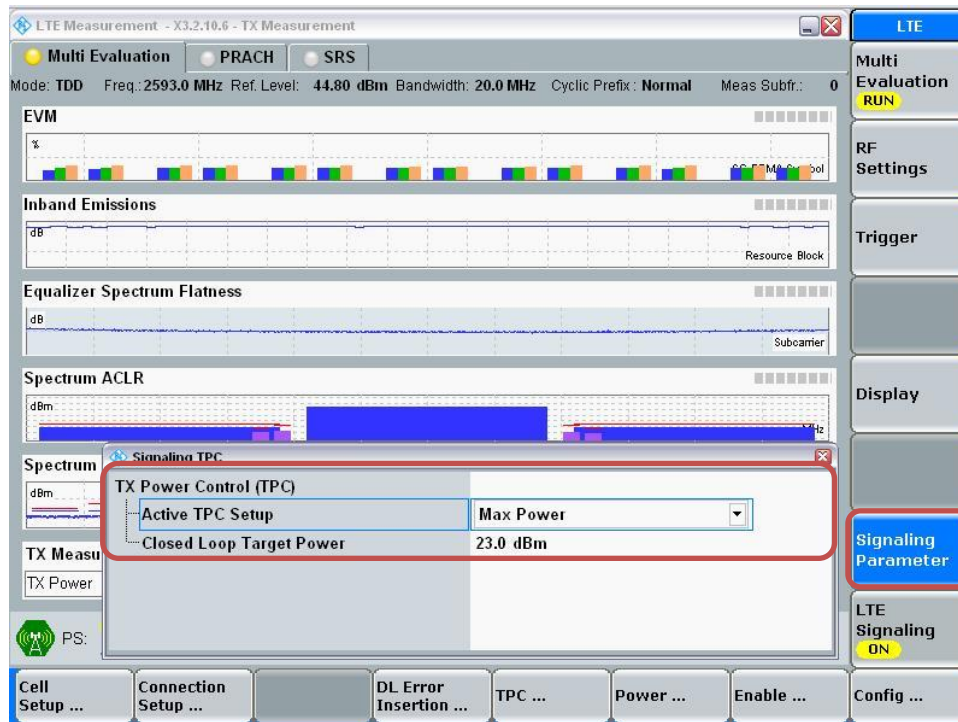 LTE Measurement - X3.2.10.6 - TX Measurement
LTE
Multi Evaluation PRACH SRS
Mode: TDD Freq.: 2593.0 MHz Ref. Level: 44.80 dBm Bandwidth: 20.0 MHz Cyclic Prefix: Normal Meas Subfr.: 0
Multi
Evaluation
RUN
EVM
%
RF
Settings
Inband Emissions
dB
Resource Block
Trigger
Equalizer Spectrum Flatness
dB
Subcarrier
Spectrum ACLR
dBm
Display
Spectrum
dBm
Signaling TPC
TX Power Control (TPC)
Active TPC Setup Max Power
Closed Loop Target Power 23.0 dBm
TX Measu
TX Power
Signaling
Parameter
PS:
LTE
Signaling
ON
Cell
Setup ...
Connection
Setup ...
DL Error
Insertion ...
TPC ...
Power ...
Enable ...
Config ...